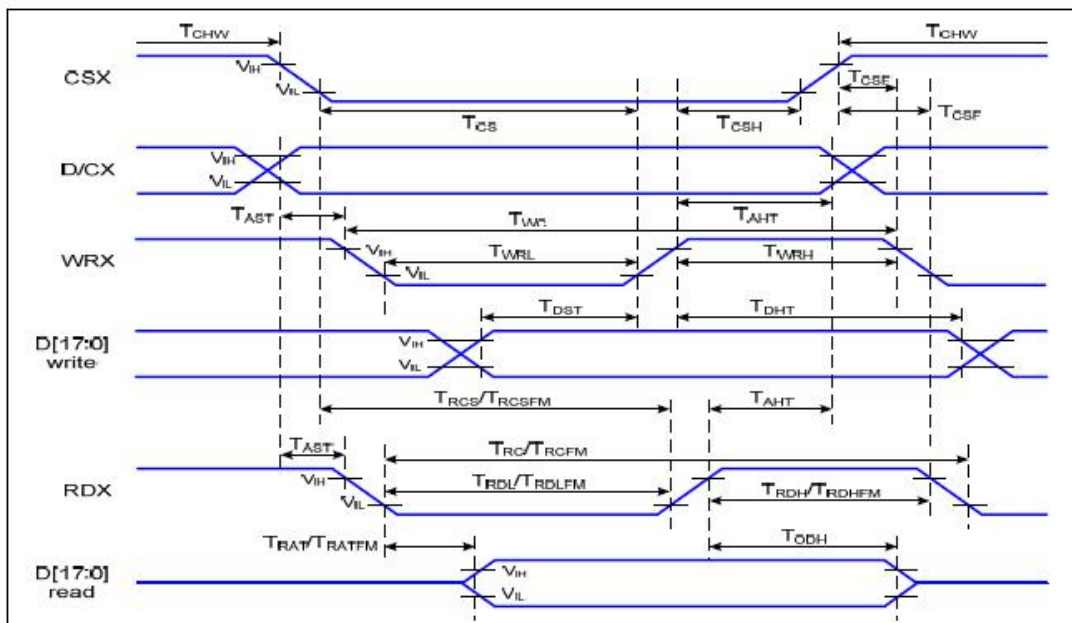 TCHW TCHW
CSX VIH TCSF
VIL TCS TCSH TCSF
D/CX VIH
VIL
TAST TWC TAHT
WRX VIH TWRL TWRH
VIL
TDST TDHT
D[17:0] VIH
write VIL
TRCS/TRCSFM TAHT
TAST TRC/TRCFM
RDX VIH TRDL/TRDLFM TRDH/TRDHFM
VIL
TRAT/TRATFM TODH
D[17:0] VIH
read VIL